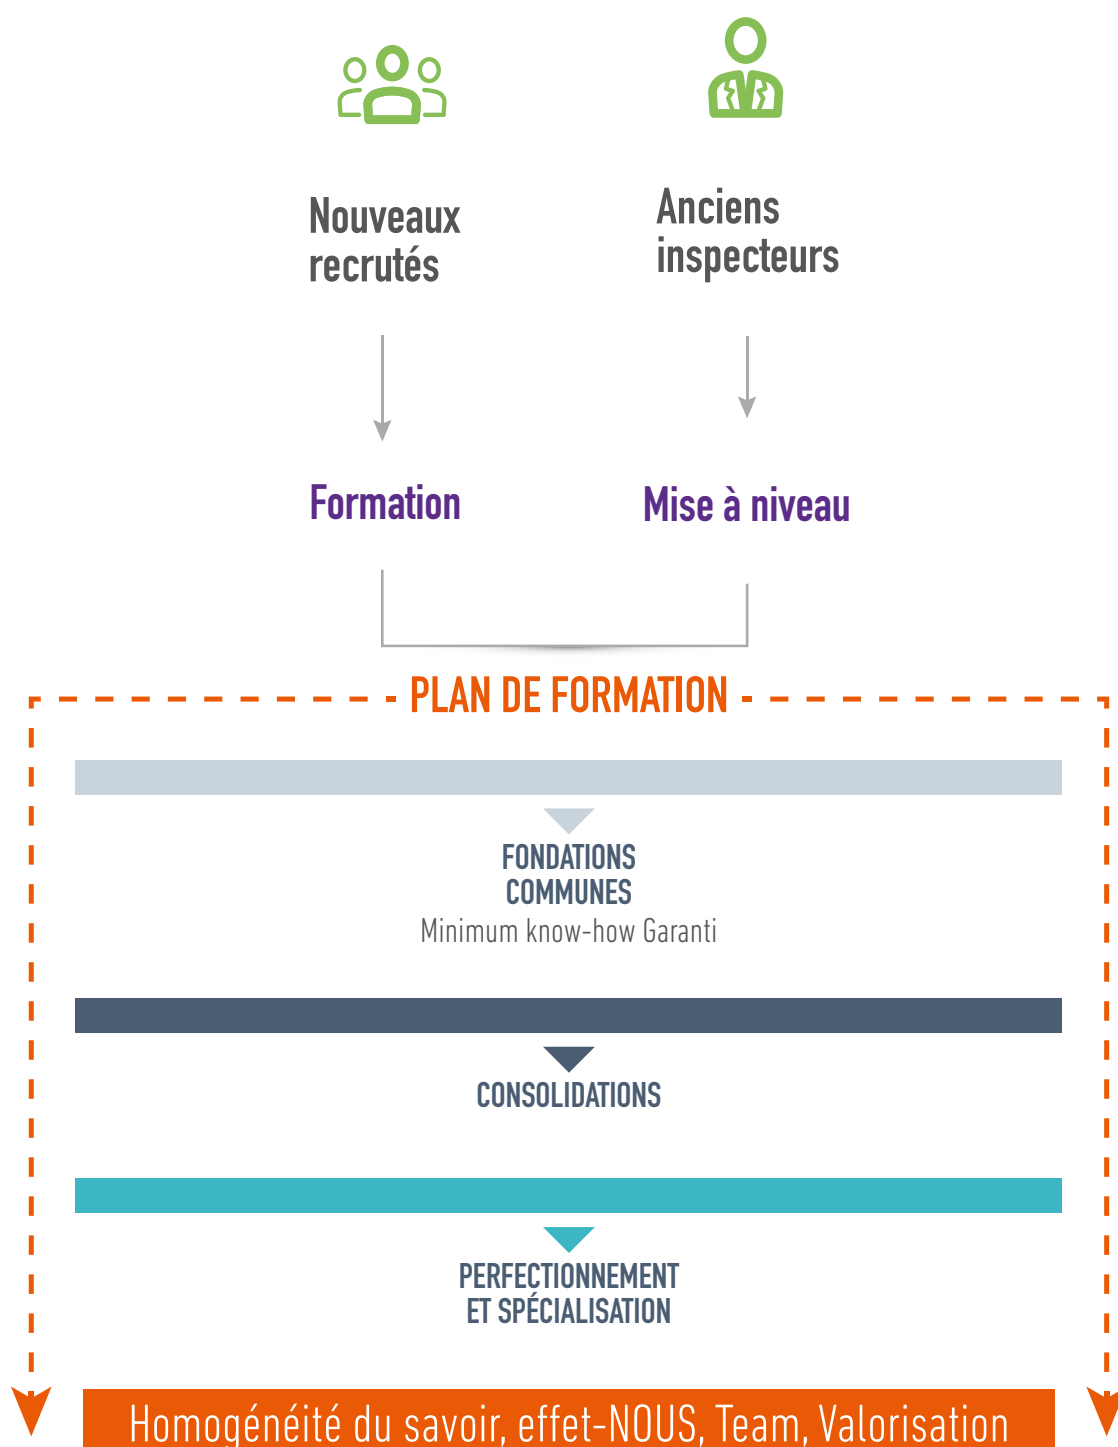 Nouveaux
recrutés
Anciens
inspecteurs
Formation
Mise à niveau
PLAN DE FORMATION
FONDATIONS
COMMUNES
Minimum know-how Garanti
CONSOLIDATIONS
PERFECTIONNEMENT
ET SPÉCIALISATION
Homogénéité du savoir, effet-NOUS, Team, Valorisation